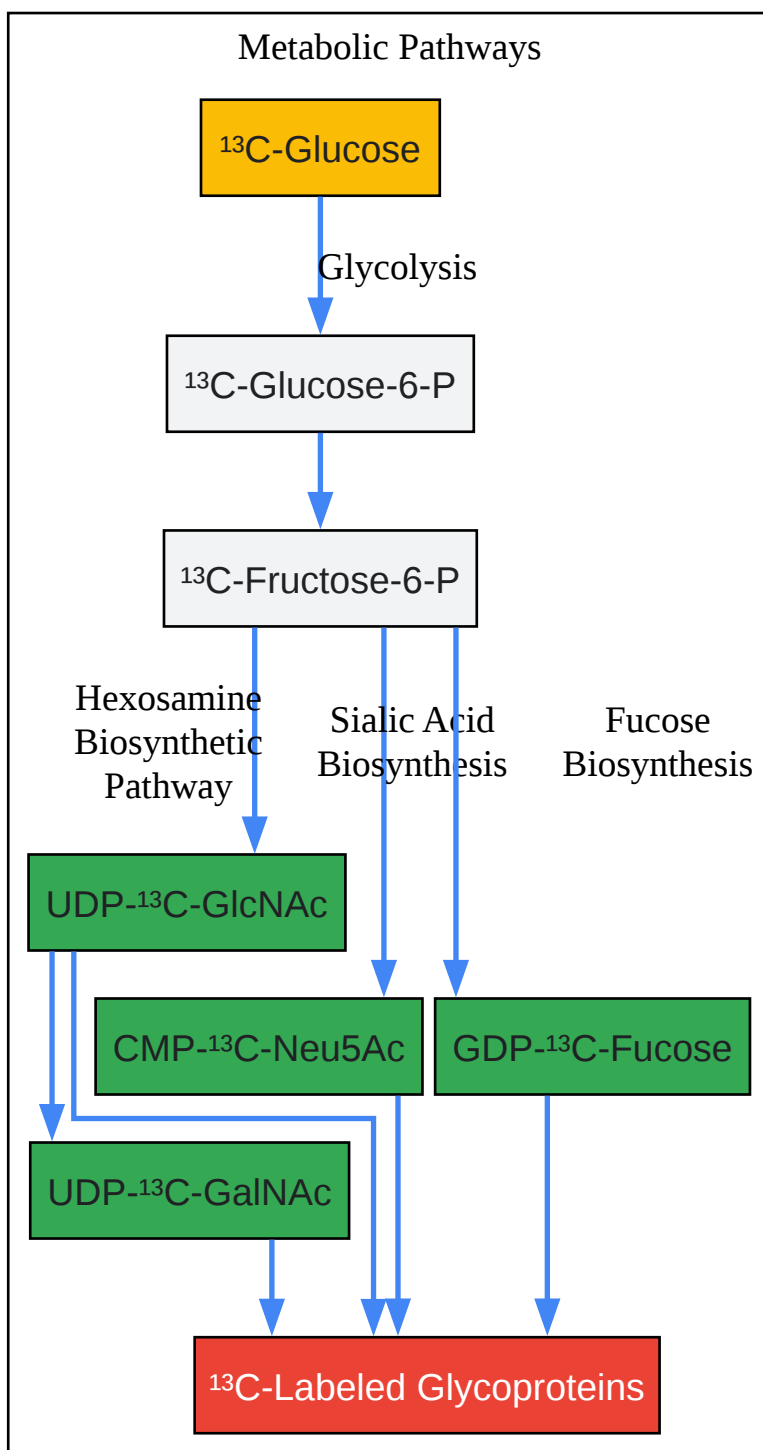 Metabolic Pathways
¹³C-Glucose
Glycolysis
¹³C-Glucose-6-P
¹³C-Fructose-6-P
Hexosamine
Biosynthetic
Pathway
Sialic Acid
Biosynthesis
Fucose
Biosynthesis
UDP-¹³C-GlcNAc
CMP-¹³C-Neu5Ac
GDP-¹³C-Fucose
UDP-¹³C-GalNAc
¹³C-Labeled Glycoproteins